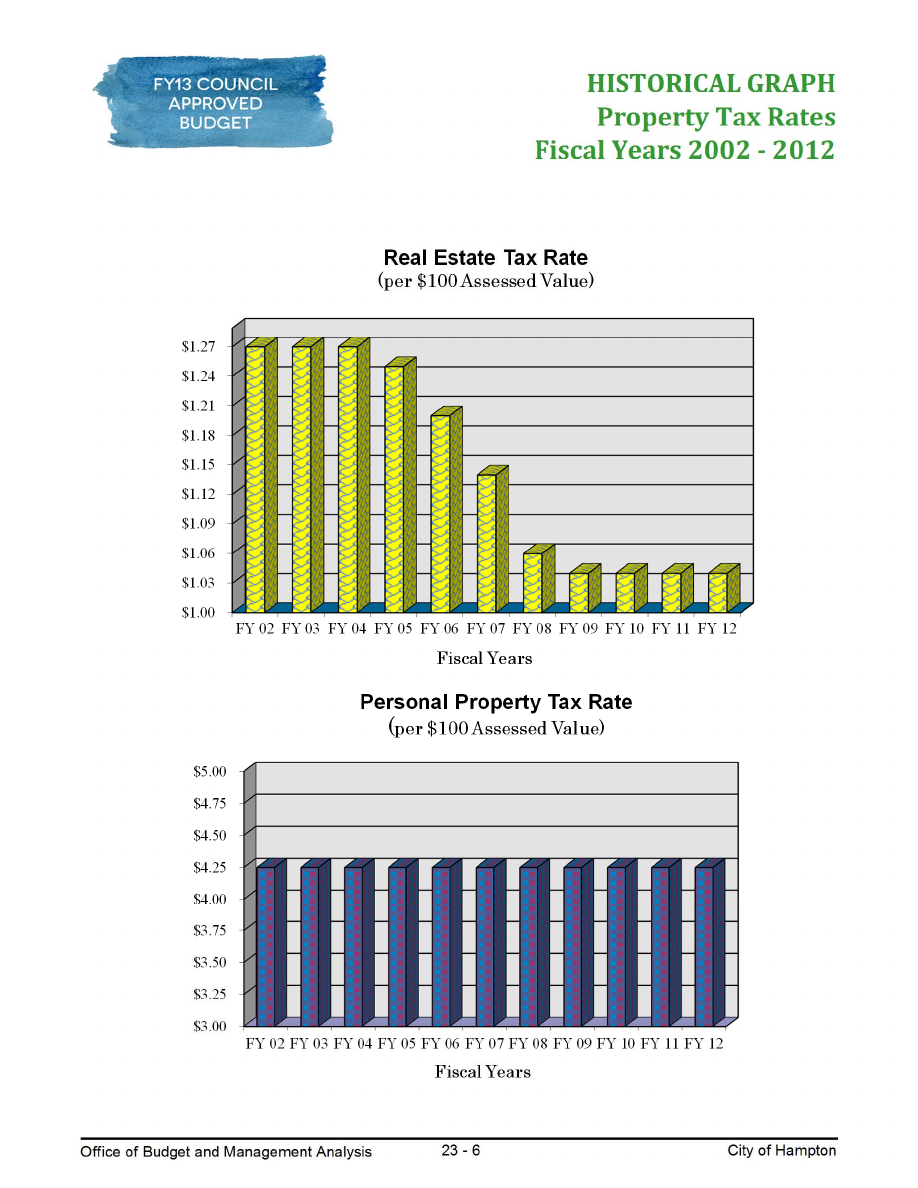 FY13 COUNCIL
APPROVED
BUDGET
HISTORICAL GRAPH
Property Tax Rates
Fiscal Years 2002 - 2012
Real Estate Tax Rate
(per $100 Assessed Value)
$1.27
$1.24
$1.21
$1.18
$1.15
$1.12
$1.09
$1.06
$1.03
$1.00
FY 02 FY 03 FY 04 FY 05 FY 06 FY 07 FY 08 FY 09 FY 10 FY 11 FY 12
Fiscal Years
Personal Property Tax Rate
(per $100 Assessed Value)
$5.00
$4.75
$4.50
$4.25
$4.00
$3.75
$3.50
$3.25
$3.00
FY 02 FY 03 FY 04 FY 05 FY 06 FY 07 FY 08 FY 09 FY 10 FY 11 FY 12
Fiscal Years
Office of Budget and Management Analysis 23 - 6 City of Hampton